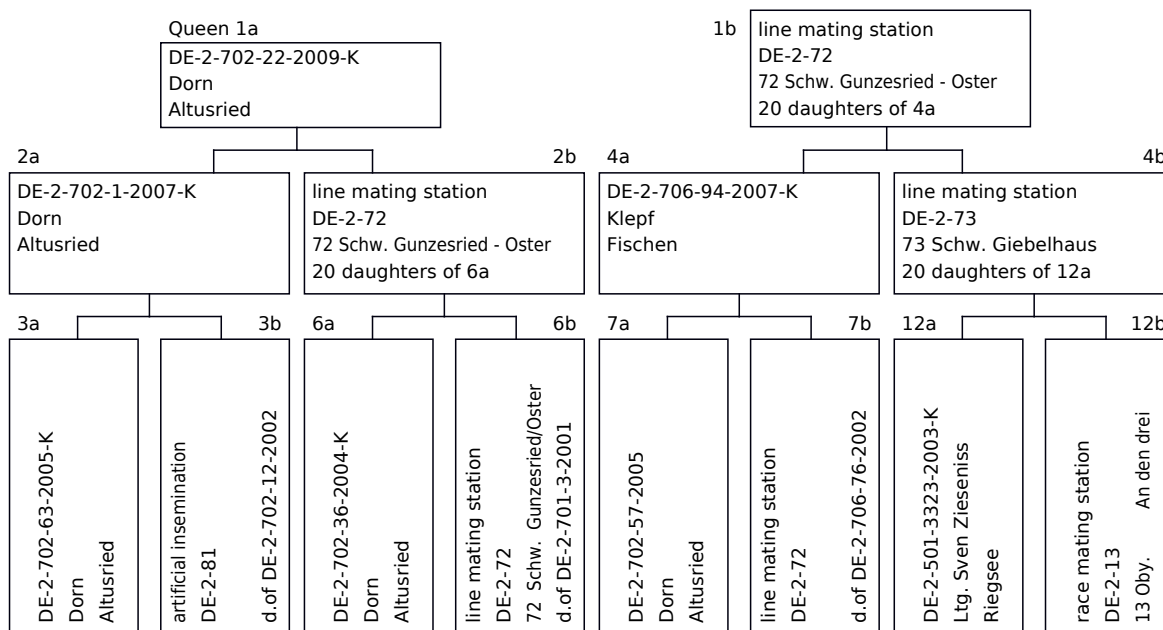 Queen 1a
DE-2-702-22-2009-K
Dorn
Altusried
1b
line mating station
DE-2-72
72 Schw. Gunzesried - Oster
20 daughters of 4a
2a
DE-2-702-1-2007-K
Dorn
Altusried
2b
line mating station
DE-2-72
72 Schw. Gunzesried - Oster
20 daughters of 6a
4a
DE-2-706-94-2007-K
Klepf
Fischen
4b
line mating station
DE-2-73
73 Schw. Giebelhaus
20 daughters of 12a
3a
DE-2-702-63-2005-K
Dorn
Altusried
3b
artificial insemination
DE-2-81
d.of DE-2-702-12-2002
6a
DE-2-702-36-2004-K
Dorn
Altusried
6b
line mating station
DE-2-72
72 Schw. Gunzesried/Oster
d.of DE-2-701-3-2001
7a
DE-2-702-57-2005
Dorn
Altusried
7b
line mating station
DE-2-72
d.of DE-2-706-76-2002
12a
DE-2-501-3323-2003-K
Ltg. Sven Zieseniss
Riegsee
12b
race mating station
DE-2-13
13 Oby. An den drei